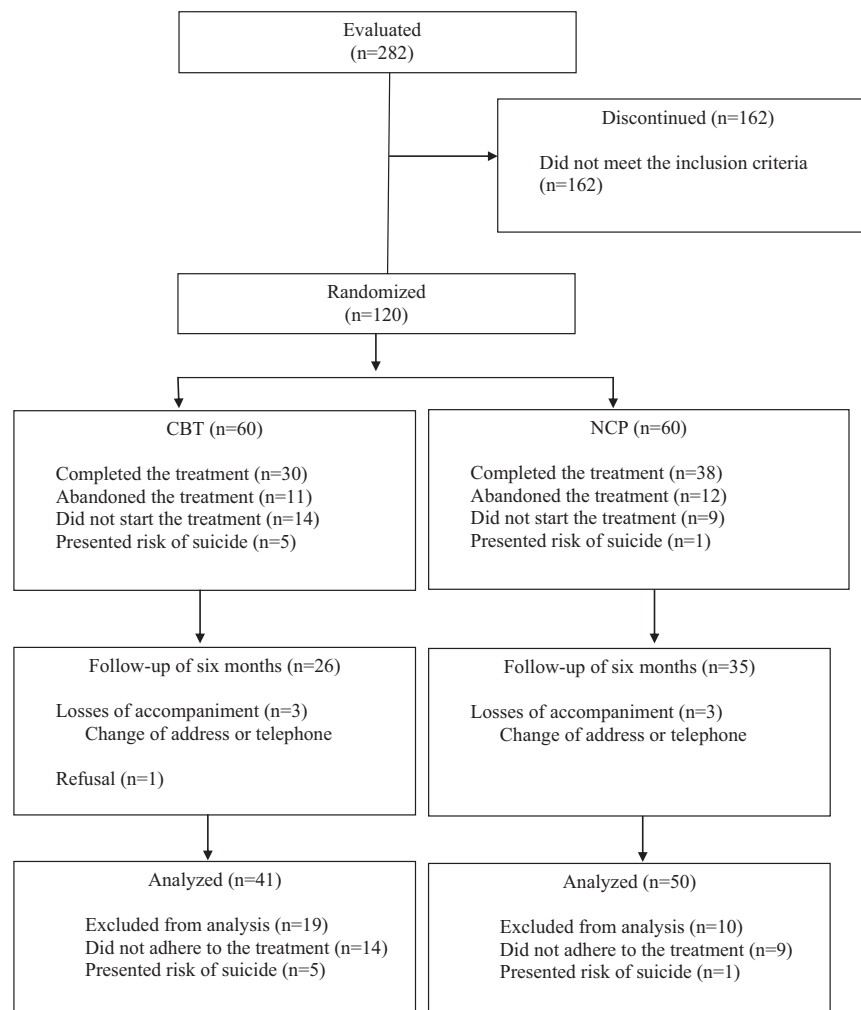 Evaluated
(n=282)
Discontinued (n=162)
Did not meet the inclusion criteria
(n=162)
Randomized
(n=120)
CBT (n=60)
Completed the treatment (n=30)
Abandoned the treatment (n=11)
Did not start the treatment (n=14)
Presented risk of suicide (n=5)
NCP (n=60)
Completed the treatment (n=38)
Abandoned the treatment (n=12)
Did not start the treatment (n=9)
Presented risk of suicide (n=1)
Follow-up of six months (n=26)
Losses of accompaniment (n=3)
Change of address or telephone
Refusal (n=1)
Follow-up of six months (n=35)
Losses of accompaniment (n=3)
Change of address or telephone
Analyzed (n=41)
Excluded from analysis (n=19)
Did not adhere to the treatment (n=14)
Presented risk of suicide (n=5)
Analyzed (n=50)
Excluded from analysis (n=10)
Did not adhere to the treatment (n=9)
Presented risk of suicide (n=1)